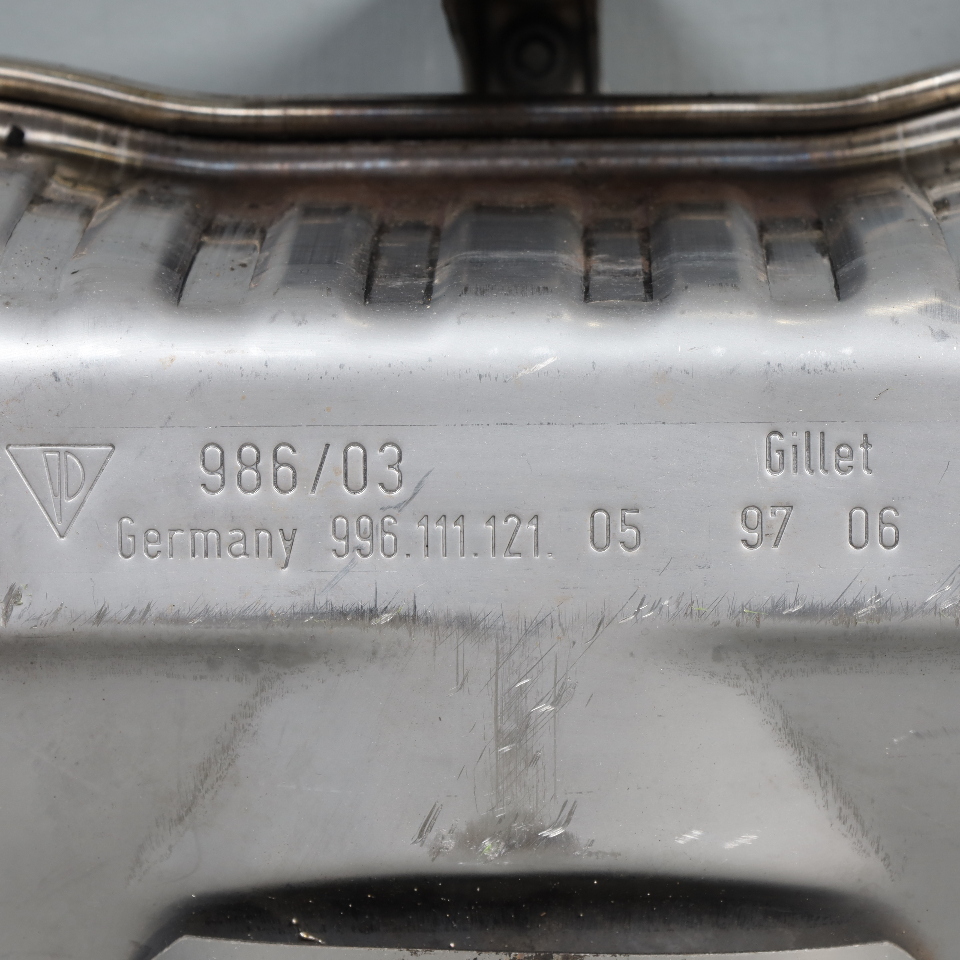 986/03 Gillet
Germany 996.111.121. 05 97 06